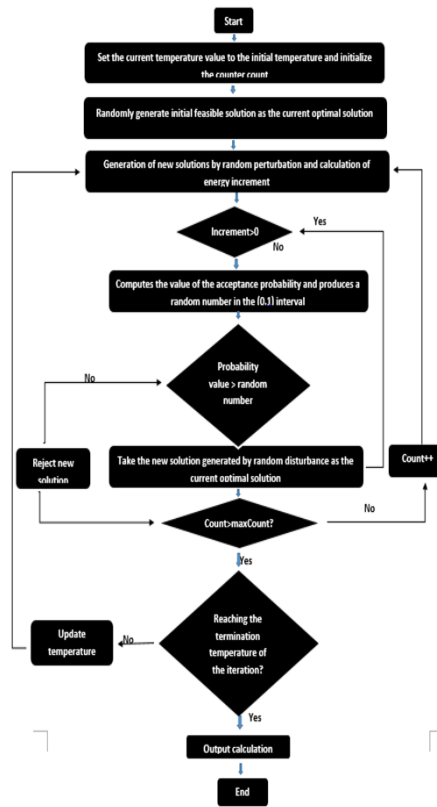 Start
Set the current temperature value to the initial temperature and initialize
the counter count
Randomly generate initial feasible solution as the current optimal solution
Generation of new solutions by random perturbation and calculation of
energy increment
Yes
Increment>0
No
Computes the value of the acceptance probability and produces a
random number in the (0,1) interval
Probability
value > random
number
No
Reject new
solution
Take the new solution generated by random disturbance as the
current optimal solution
Count++
Count>maxCount?
No
Yes
Reaching the
termination
temperature of
the iteration?
Update
temperature
No
Yes
Output calculation
End